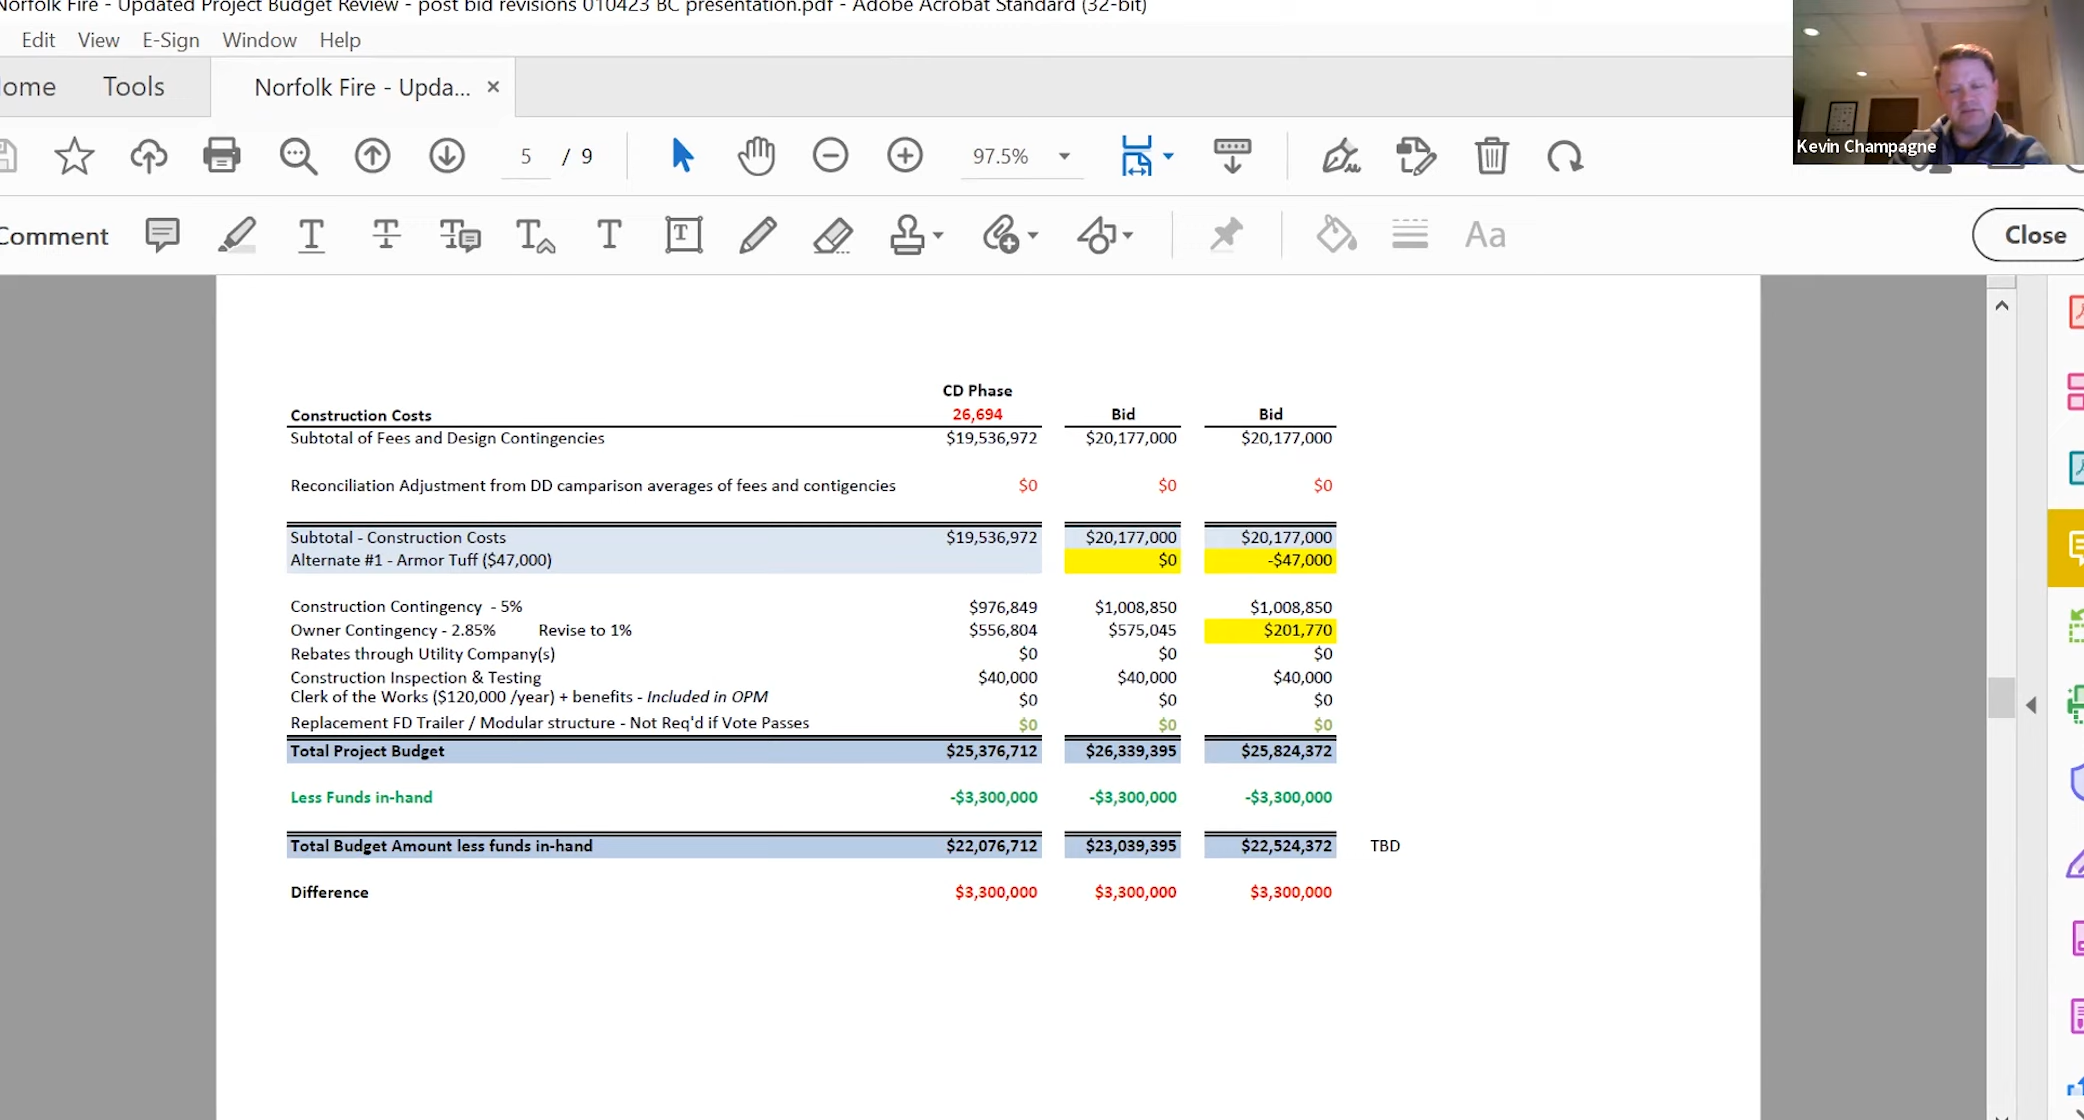 Norfolk Fire - Updated Project Budget Review - post bid revisions 010423 BC presentation.pdf - Adobe Acrobat Standard (32-bit)
Edit View E-Sign Window Help
ome Tools Norfolk Fire - Upda... ×
5 / 9 97.5%
Kevin Champagne
Comment T T T T T T Aa Close
CD Phase
Construction Costs 26,694 Bid Bid
Subtotal of Fees and Design Contingencies $19,536,972 $20,177,000 $20,177,000
Reconciliation Adjustment from DD camparison averages of fees and contigencies $0 $0 $0
Subtotal - Construction Costs $19,536,972 $20,177,000 $20,177,000
Alternate #1 - Armor Tuff ($47,000) $0 -$47,000
Construction Contingency - 5% $976,849 $1,008,850 $1,008,850
Owner Contingency - 2.85% Revise to 1% $556,804 $575,045 $201,770
Rebates through Utility Company(s) $0 $0 $0
Construction Inspection & Testing $40,000 $40,000 $40,000
Clerk of the Works ($120,000 /year) + benefits - Included in OPM $0 $0 $0
Replacement FD Trailer / Modular structure - Not Req'd if Vote Passes $0 $0 $0
Total Project Budget $25,376,712 $26,339,395 $25,824,372
Less Funds in-hand -$3,300,000 -$3,300,000 -$3,300,000
Total Budget Amount less funds in-hand $22,076,712 $23,039,395 $22,524,372 TBD
Difference $3,300,000 $3,300,000 $3,300,000